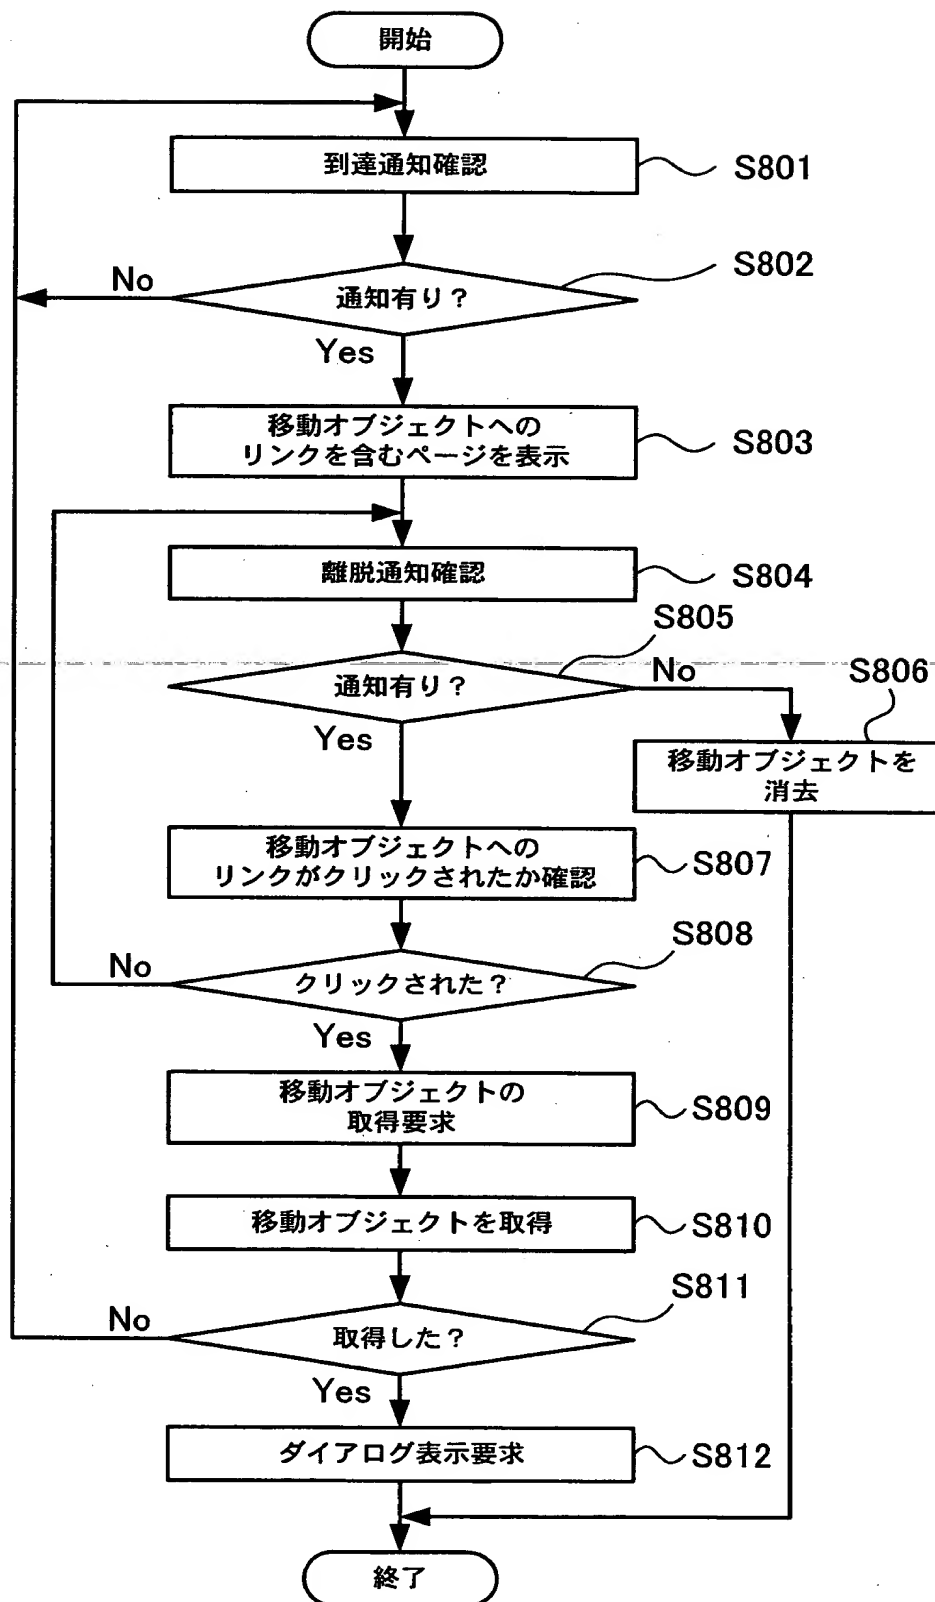 開始
到達通知確認
S801
S802
No
通知有り?
Yes
移動オブジェクトへの
リンクを含むページを表示
S803
離脱通知確認
S804
S805
通知有り?
No
S806
Yes
移動オブジェクトを
消去
移動オブジェクトへの
リンクがクリックされたか確認
S807
S808
No
クリックされた?
Yes
移動オブジェクトの
取得要求
S809
移動オブジェクトを取得
S810
S811
No
取得した?
Yes
ダイアログ表示要求
S812
終了